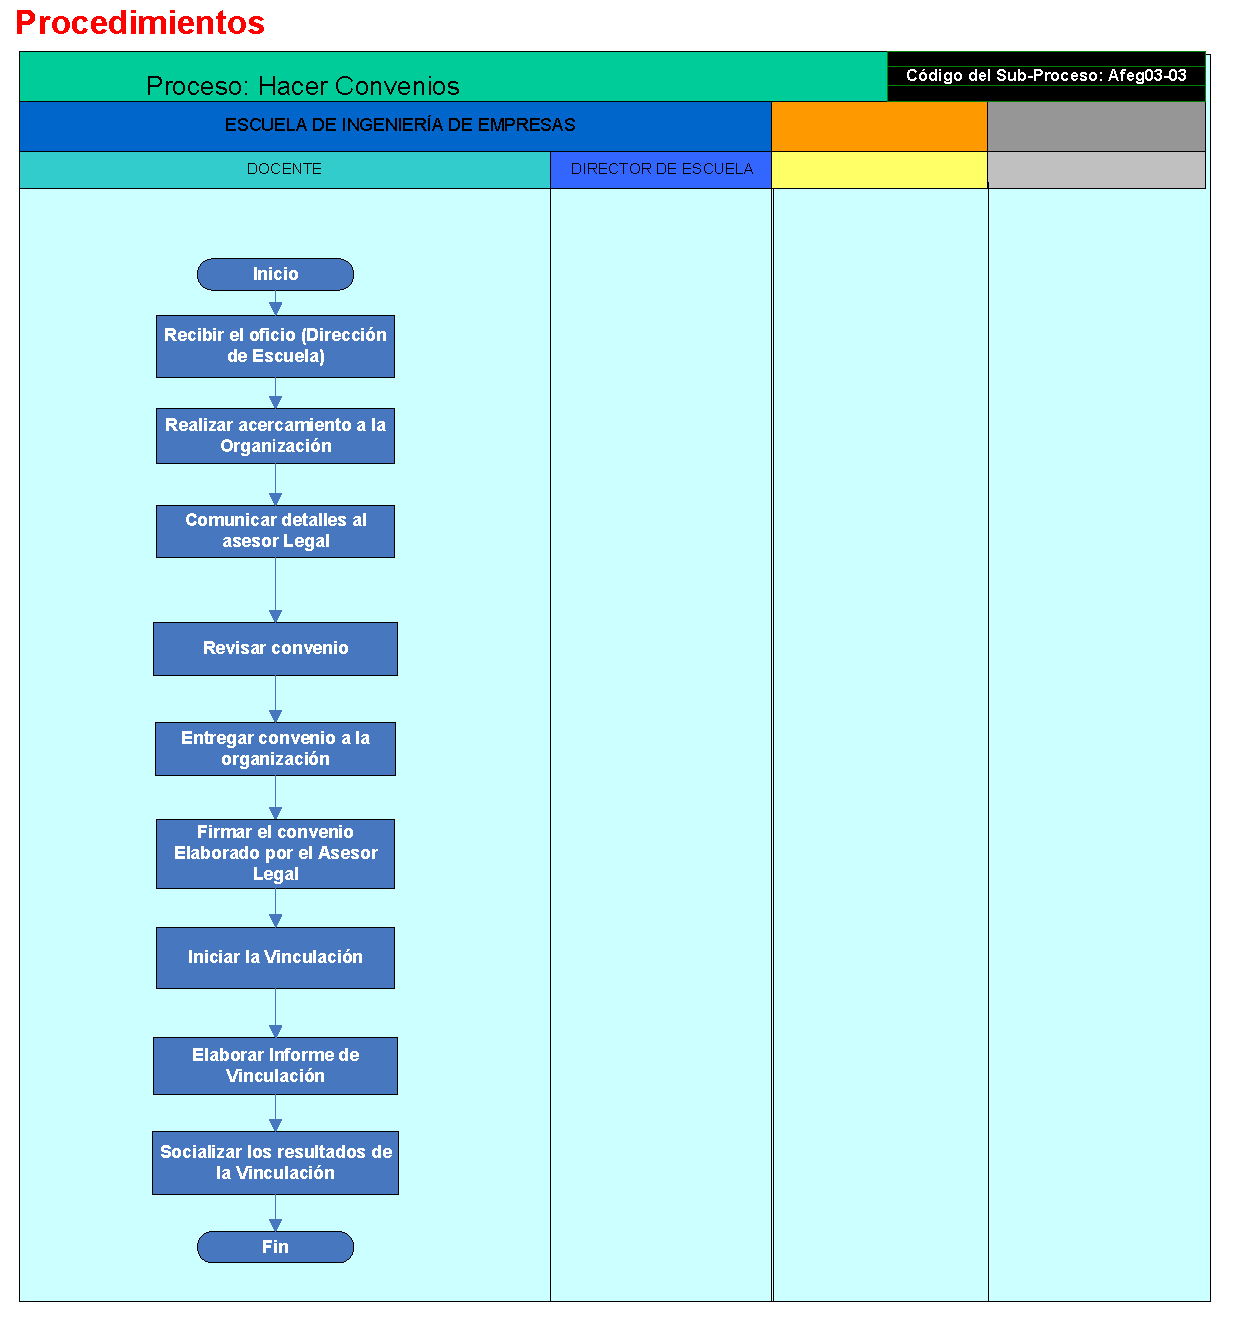 Procedimientos
Proceso: Hacer Convenios
Código del Sub-Proceso: Afeg03-03
ESCUELA DE INGENIERÍA DE EMPRESAS
DOCENTE
DIRECTOR DE ESCUELA
Inicio
Recibir el oficio (Dirección
de Escuela)
Realizar acercamiento a la
Organización
Comunicar detalles al
asesor Legal
Revisar convenio
Entregar convenio a la
organización
Firmar el convenio
Elaborado por el Asesor
Legal
Iniciar la Vinculación
Elaborar Informe de
Vinculación
Socializar los resultados de
la Vinculación
Fin